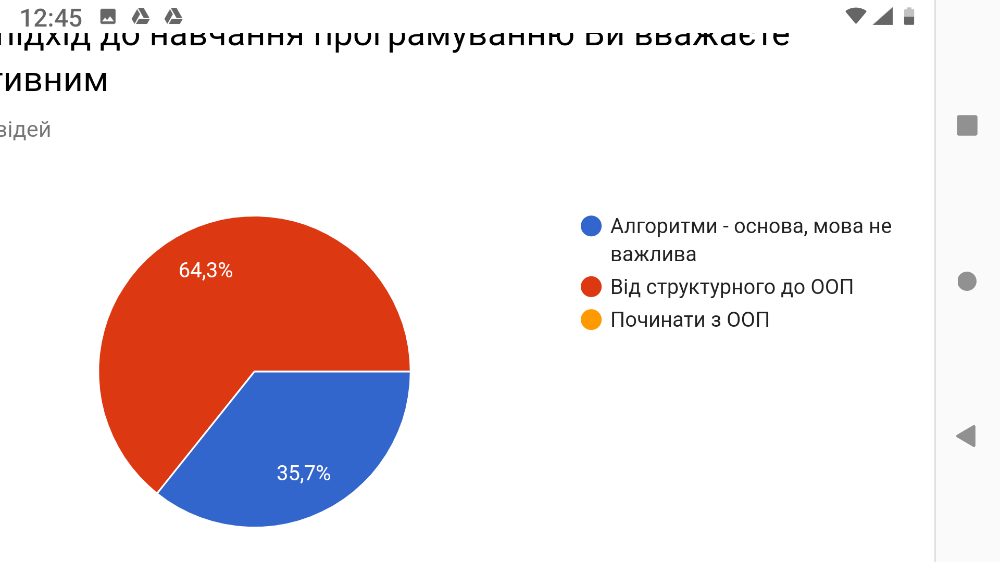 12:45
підхід до навчання програмуванню Ви вважаєте
тивним
відей
Алгоритми - основа, мова не
важлива
Від структурного до ООП
Починати з ООП
64,3%
35,7%